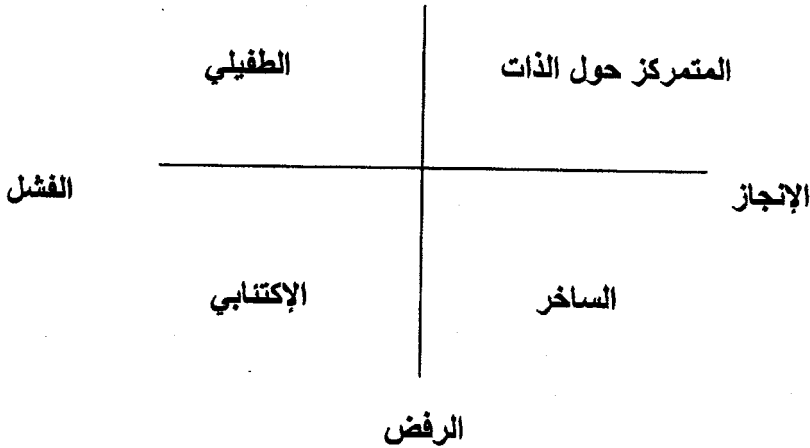 المتمركز حول الذات
الطفيلي
الإنجاز
الفشل
الساخر
الإكتئابي
الرفض